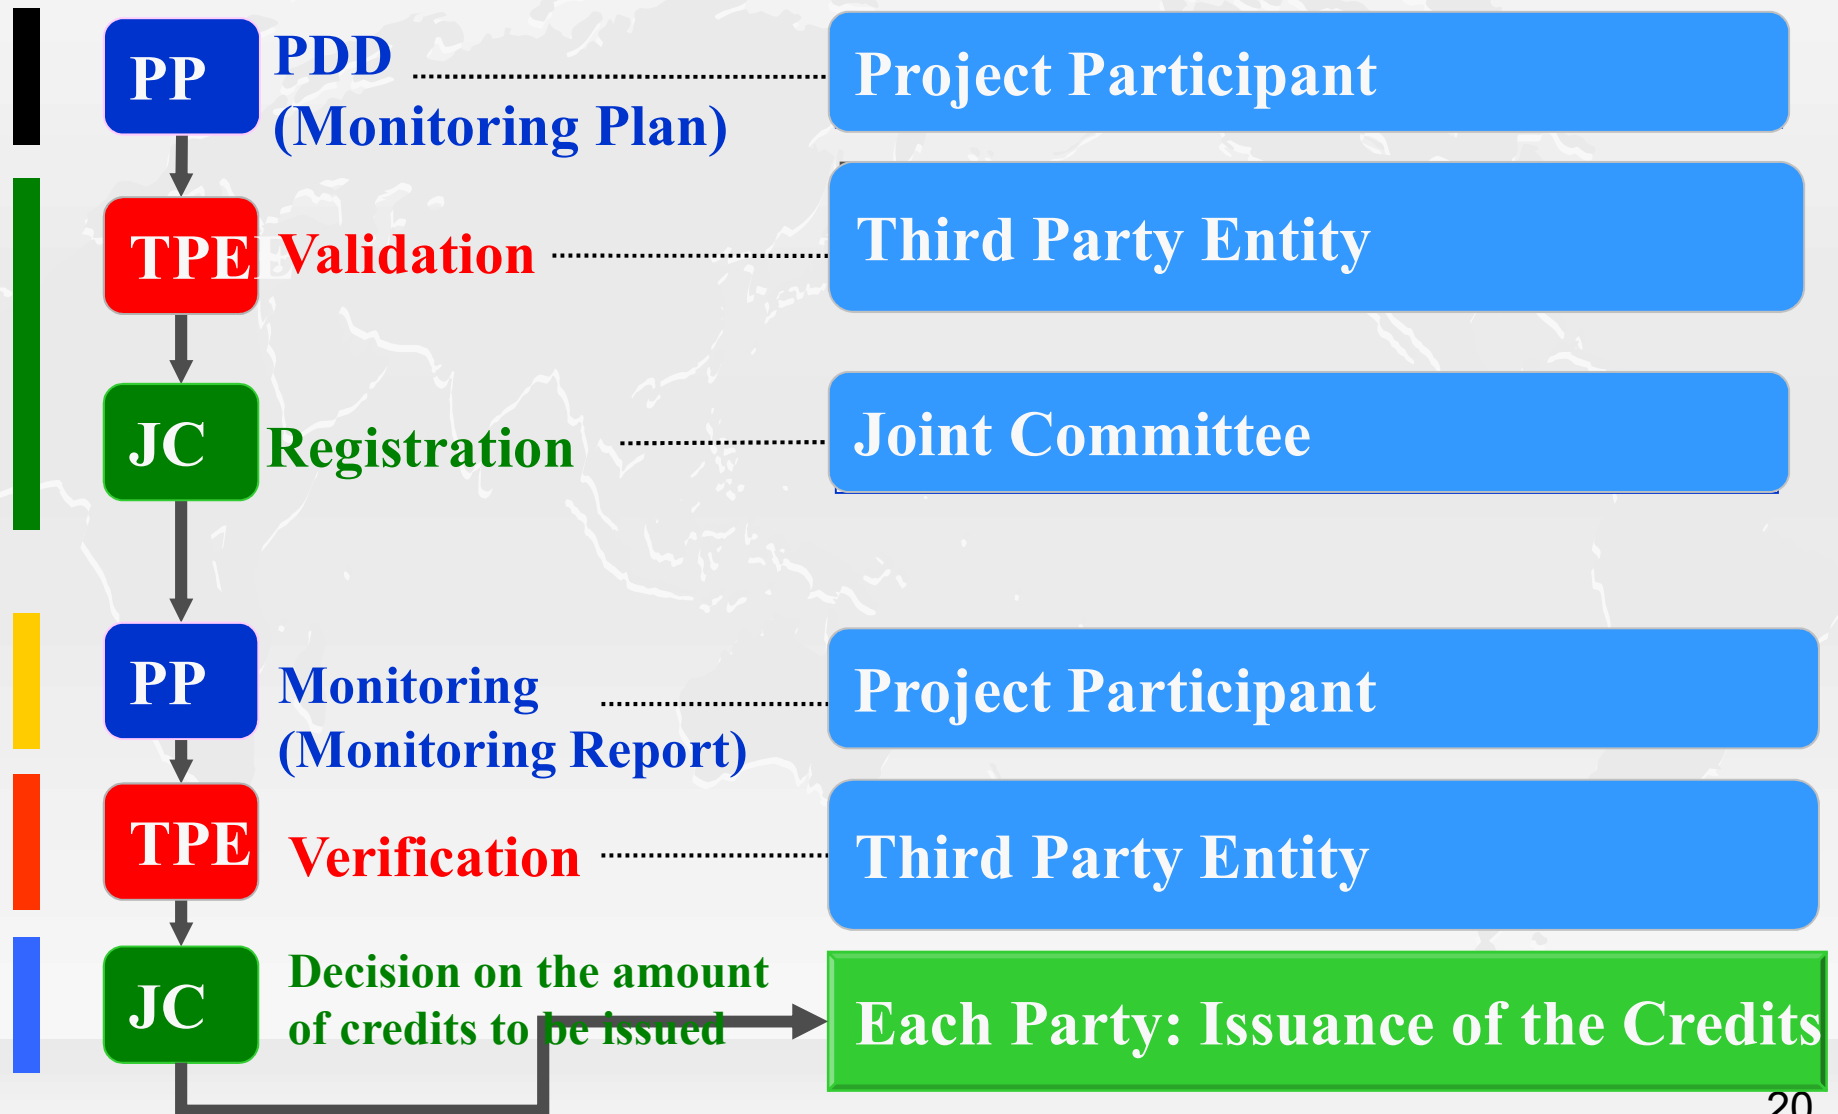 PP
PDD
(Monitoring Plan)
Project Participant
TPE
Validation
Third Party Entity
JC
Registration
Joint Committee
PP
Monitoring
(Monitoring Report)
Project Participant
TPE
Verification
Third Party Entity
JC
Decision on the amount
of credits to be issued
Each Party: Issuance of the Credits
20